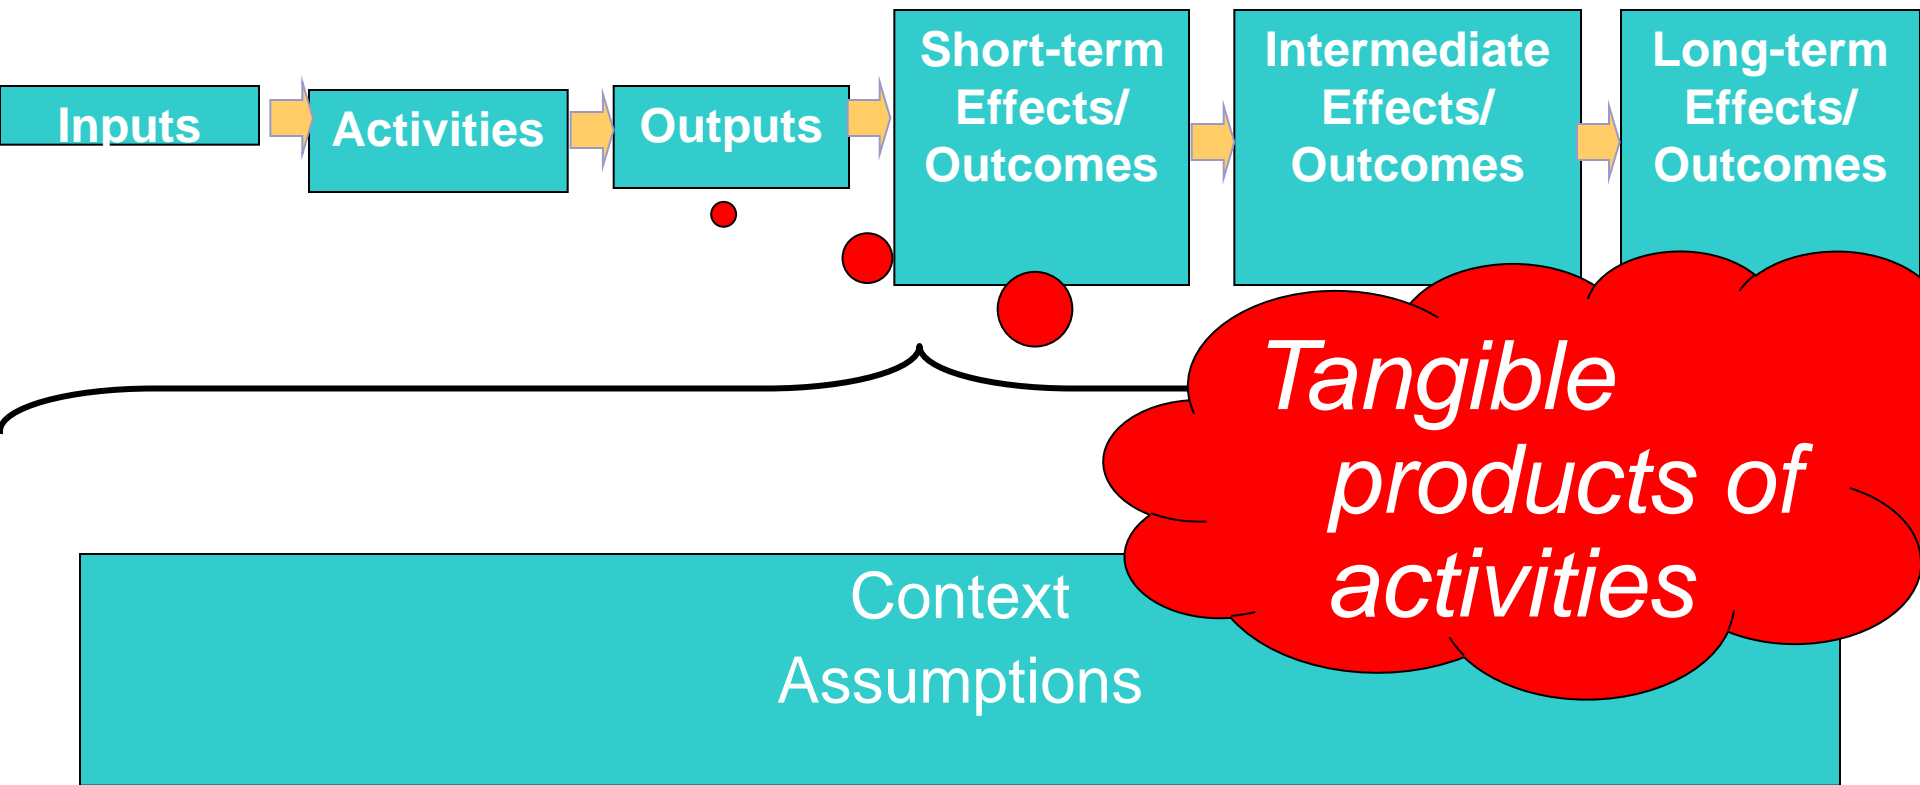 Inputs
Activities
Outputs
Short-term
Effects/
Outcomes
Intermediate
Effects/
Outcomes
Long-term
Effects/
Outcomes
Tangible
products of
activities
Context
Assumptions